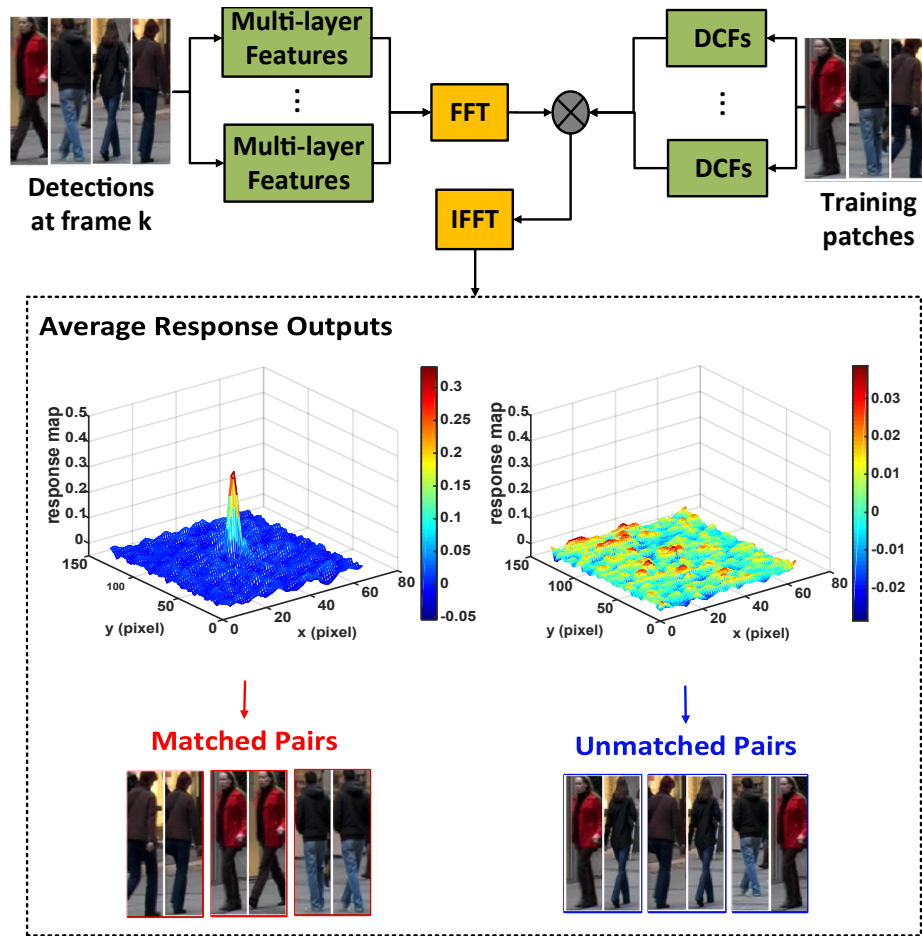 Multi-layer
Features
⋮
Multi-layer
Features
Detections
at frame k
FFT
IFFT
DCFs
⋮
DCFs
Training
patches
Average Response Outputs
response map
0.5
0.4
0.3
0.2
0.1
0
150
100
50
0
y (pixel)
0
20
40
60
80
x (pixel)
0.3
0.25
0.2
0.15
0.1
0.05
0
-0.05
response map
0.5
0.4
0.3
0.2
0.1
0
150
100
50
0
y (pixel)
0
20
40
60
80
x (pixel)
0.03
0.02
0.01
0
-0.01
-0.02
Matched Pairs
Unmatched Pairs